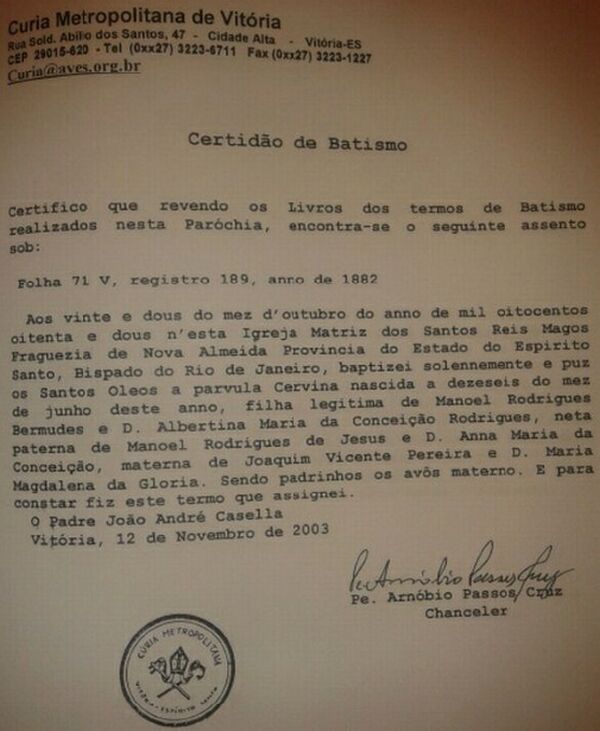 Curia Metropolitana de Vitória
Rua Sold. Abílio dos Santos, 47 - Cidade Alta - Vitória-ES
CEP 29015-620 - Tel (0xx27) 3223-6711 Fax (0xx27) 3223-1227
Curia@aves.org.br
Certidão de Batismo
Certifico que revendo os Livros dos termos de Batismo
realizados nesta Paróchia, encontra-se o seguinte assento
sob:
Folha 71 V, registro 189, anno de 1882
Aos vinte e dous do mez d'outubro do anno de mil oitocentos
oitenta e dous n'esta Igreja Matriz dos Santos Reis Magos
Fraguezia de Nova Almeida Provincia do Estado do Espirito
Santo, Bispado do Rio de Janeiro, baptizei solennemente e puz
os Santos Oleos a parvula Cervina nascida a dezeseis do mez
de junho deste anno, filha legitima de Manoel Rodrigues
Bermudes e D. Albertina Maria da Conceição Rodrigues, neta
paterna de Manoel Rodrigues de Jesus e D. Anna Maria da
Conceição, materna de Joaquim Vicente Pereira e D. Maria
Magdalena da Gloria. Sendo padrinhos os avôs materno. E para
constar fiz este termo que assignei.
O Padre João André Casella
Vitória, 12 de Novembro de 2003
Pe Arnóbio Passos Cruz
Pe. Arnóbio Passos Cruz
Chanceler
CÚRIA METROPOLITANA
VITÓRIA - ESPÍRITO SANTO